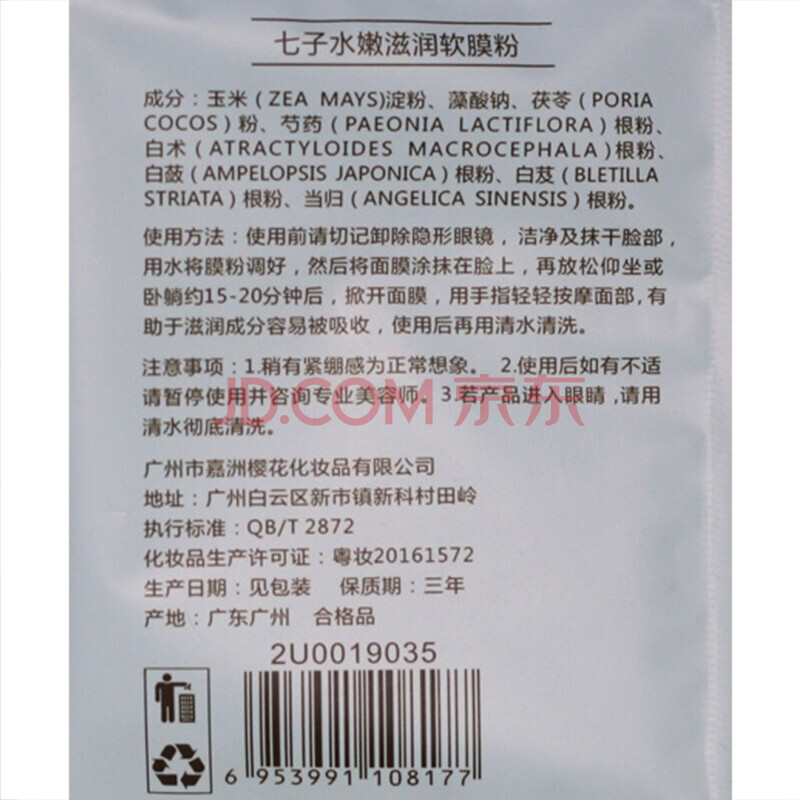 七子水嫩滋润软膜粉
成分：玉米（ZEA MAYS)淀粉、藻酸钠、茯苓（PORIA
COCOS）粉、芍药（PAEONIA LACTIFLORA）根粉、
白术（ATRACTYLOIDES MACROCEPHALA）根粉、
白蔹（AMPELOPSIS JAPONICA）根粉、白芨（BLETILLA
STRIATA）根粉、当归（ANGELICA SINENSIS）根粉。
使用方法：使用前请切记卸除隐形眼镜，洁净及抹干脸部，
用水将膜粉调好，然后将面膜涂抹在脸上，再放松仰坐或
卧躺约15-20分钟后，掀开面膜，用手指轻轻按摩面部,有
助于滋润成分容易被吸收，使用后再用清水清洗。
注意事项：1.稍有紧绷感为正常想象。 2.使用后如有不适
请暂停使用并咨询专业美容师。3.若产品进入眼睛,请用
清水彻底清洗。
JD.COM 京东
广州市嘉洲樱花化妆品有限公司
地址：广州白云区新市镇新科村田岭
执行标准：QB/T 2872
化妆品生产许可证：粤妆20161572
生产日期：见包装 保质期：三年
产地：广东广州 合格品
2U0019035
6 953991 108177